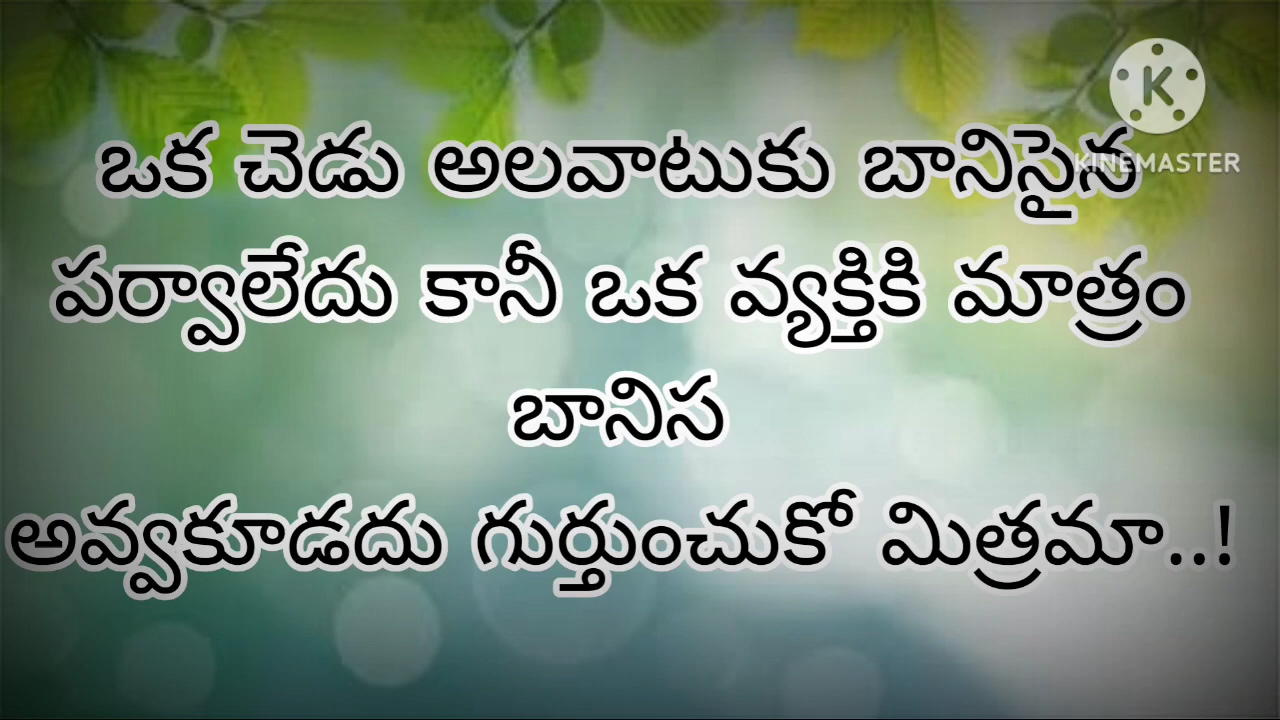 ఒక చెడు అలవాటుకు బానిసైన
పర్వాలేదు కానీ ఒక వ్యక్తికి మాత్రం
బానిస
అవ్వకూడదు గుర్తుంచుకో మిత్రమా..!
K
KINEMASTER